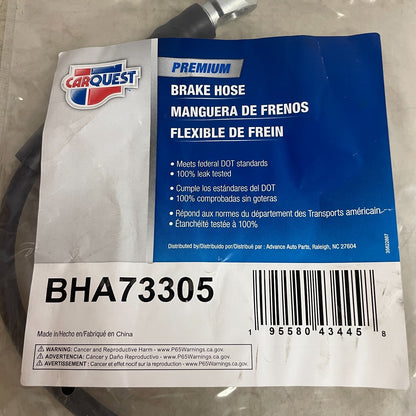 CARQUEST
PREMIUM
BRAKE HOSE
MANGUERA DE FRENOS
FLEXIBLE DE FREIN
• Meets federal DOT standards
• 100% leak tested
• Cumple los estándares del DOT
• 100% comprobadas sin goteras
• Répond aux normes du département des Transports américain.
• Étanchéité testée à 100%
Distributed by/Distribuido por/Distribué par : Advance Auto Parts, Raleigh, NC 27604
BHA73305
Made in/Hecho en/Fabriqué en China
1 95580 43445 8
⚠ WARNING: Cancer and Reproductive Harm - www.P65Warnings.ca.gov.
⚠ ADVERTENCIA: Cáncer y Daño Reproductivo - www.P65Warnings.ca.gov.
⚠ AVERTISSEMENT: Cancer et effet nocif sur la reproduction - www.P65Warnings.ca.gov.